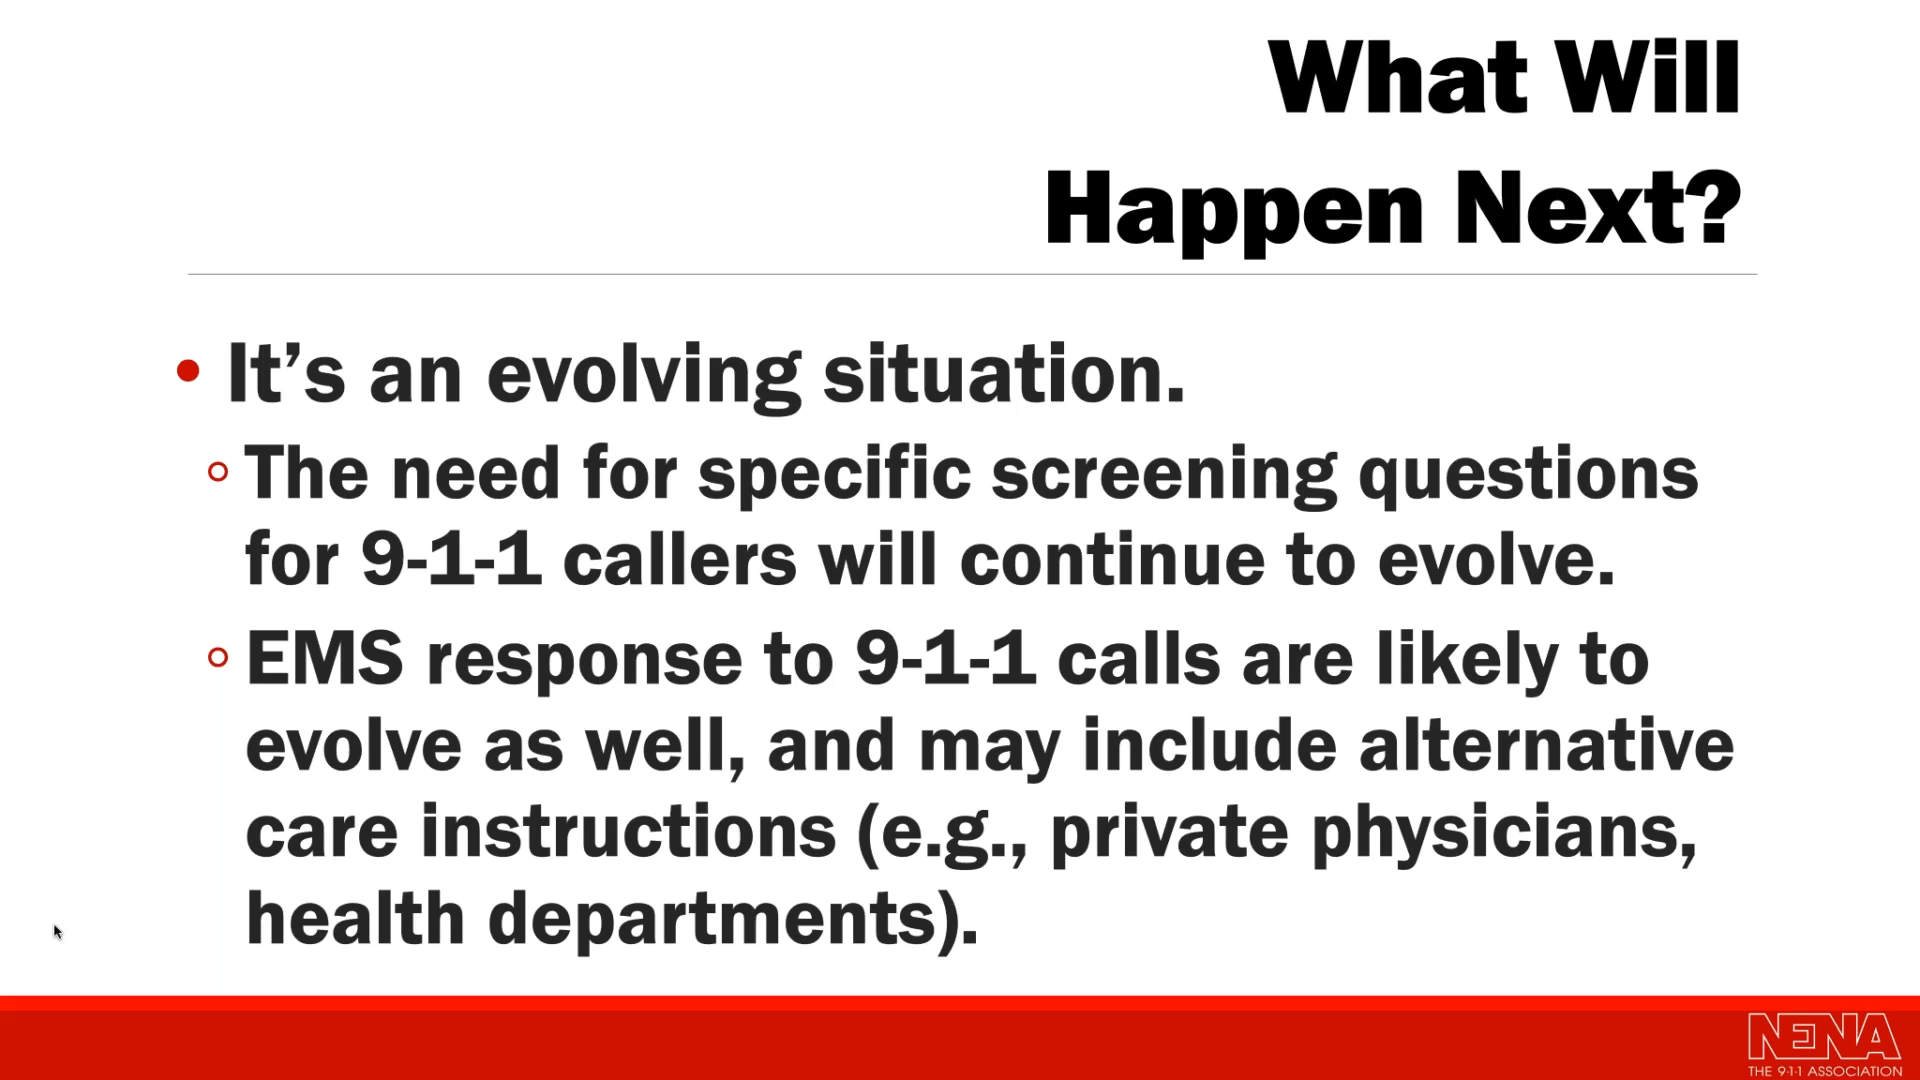 What Will
Happen Next?
• It’s an evolving situation.
◦ The need for specific screening questions
for 9-1-1 callers will continue to evolve.
◦ EMS response to 9-1-1 calls are likely to
evolve as well, and may include alternative
care instructions (e.g., private physicians,
health departments).
NENA
THE 9-1-1 ASSOCIATION